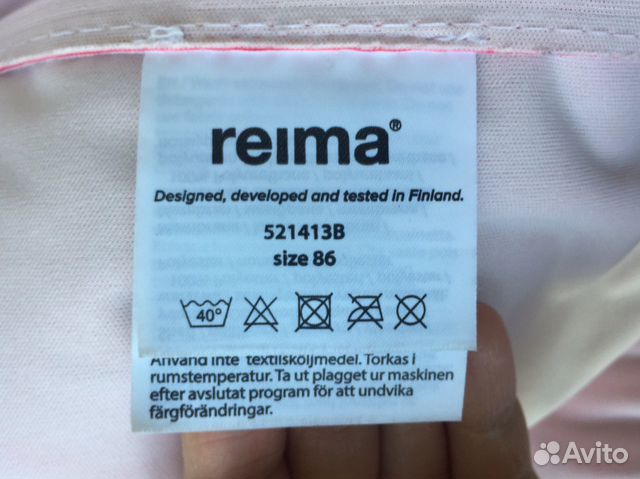 reima®
Designed, developed and tested in Finland.
521413B
size 86
40°
Använd inte textilsköljmedel. Torkas i
rumstemperatur. Ta ut plagget ur maskinen
efter avslutat program för att undvika
färgförändringar.
Avito